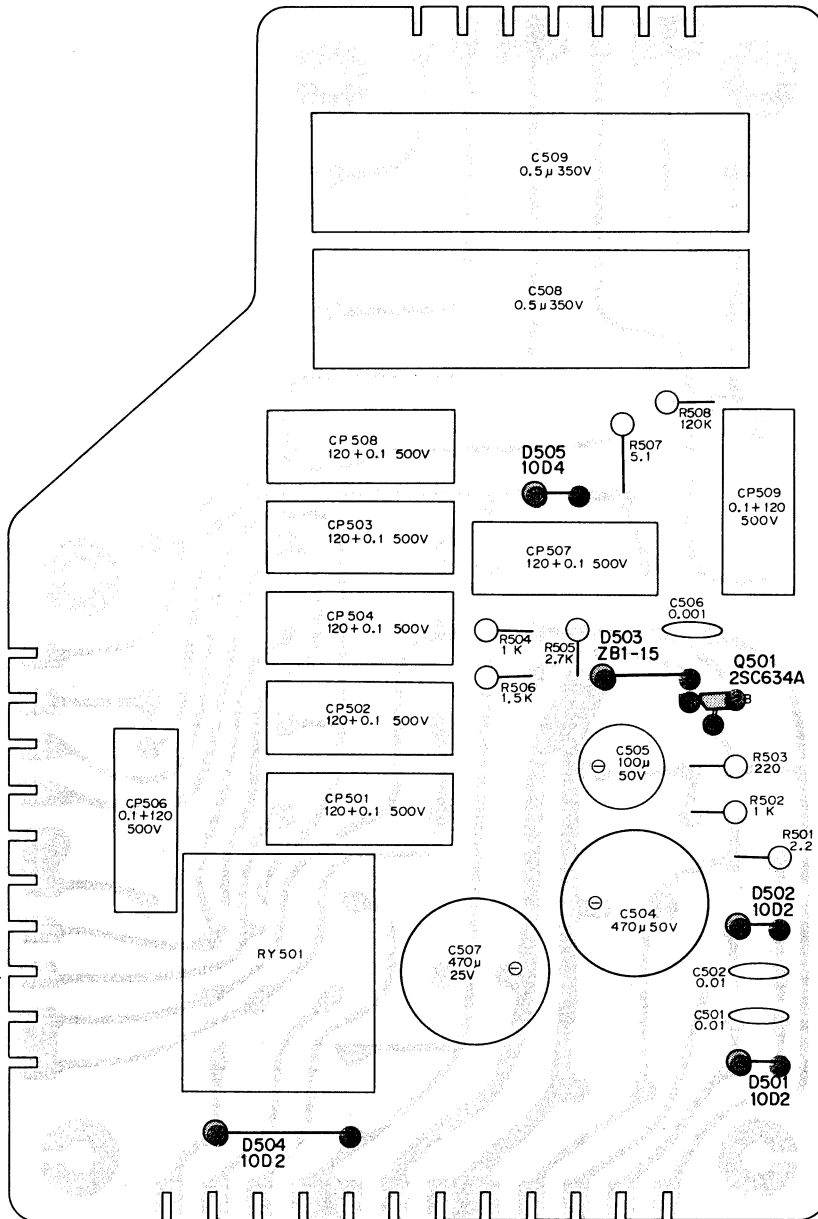 C509
0.5μ 350V
C508
0.5μ 350V
R508
120K
R507
5.1
CP508
120+0.1 500V
D505
10D4
CP509
0.1+120
500V
CP503
120+0.1 500V
CP507
120+0.1 500V
C506
0.001
CP504
120+0.1 500V
R504
1 K
R505
2.7K
D503
ZB1-15
Q501
2SC634A
B
R506
1.5K
CP502
120+0.1 500V
C505
100μ
50V
⊖
R503
220
CP506
0.1+120
500V
CP501
120+0.1 500V
R502
1 K
R501
2.2
D502
10D2
C504
470μ 50V
⊖
RY501
C507
470μ
25V
⊖
C502
0.01
C501
0.01
D501
10D2
D504
10D2